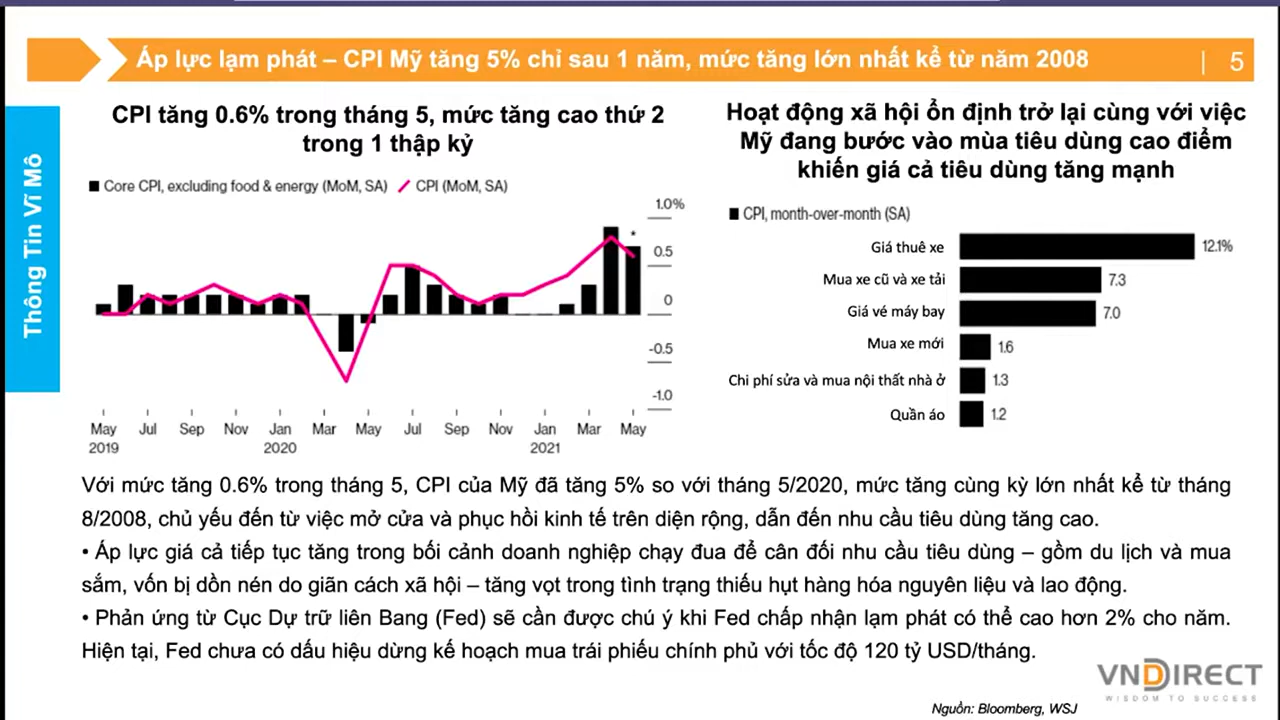 Áp lực lạm phát – CPI Mỹ tăng 5% chỉ sau 1 năm, mức tăng lớn nhất kể từ năm 2008 | 5
Thông Tin Vĩ Mô
CPI tăng 0.6% trong tháng 5, mức tăng cao thứ 2
trong 1 thập kỷ
Core CPI, excluding food & energy (MoM, SA) CPI (MoM, SA)
1.0%
*
0.5
0
-0.5
-1.0
May Jul Sep Nov Jan Mar May Jul Sep Nov Jan Mar May
2019 2020 2021
Hoạt động xã hội ổn định trở lại cùng với việc
Mỹ đang bước vào mùa tiêu dùng cao điểm
khiến giá cả tiêu dùng tăng mạnh
CPI, month-over-month (SA)
Giá thuê xe 12.1%
Mua xe cũ và xe tải 7.3
Giá vé máy bay 7.0
Mua xe mới 1.6
Chi phí sửa và mua nội thất nhà ở 1.3
Quần áo 1.2
Với mức tăng 0.6% trong tháng 5, CPI của Mỹ đã tăng 5% so với tháng 5/2020, mức tăng cùng kỳ lớn nhất kể từ tháng
8/2008, chủ yếu đến từ việc mở cửa và phục hồi kinh tế trên diện rộng, dẫn đến nhu cầu tiêu dùng tăng cao.
• Áp lực giá cả tiếp tục tăng trong bối cảnh doanh nghiệp chạy đua để cân đối nhu cầu tiêu dùng – gồm du lịch và mua
sắm, vốn bị dồn nén do giãn cách xã hội – tăng vọt trong tình trạng thiếu hụt hàng hóa nguyên liệu và lao động.
• Phản ứng từ Cục Dự trữ liên Bang (Fed) sẽ cần được chú ý khi Fed chấp nhận lạm phát có thể cao hơn 2% cho năm.
Hiện tại, Fed chưa có dấu hiệu dừng kế hoạch mua trái phiếu chính phủ với tốc độ 120 tỷ USD/tháng.
VNDIRECT
WISDOM TO SUCCESS
Nguồn: Bloomberg, WSJ